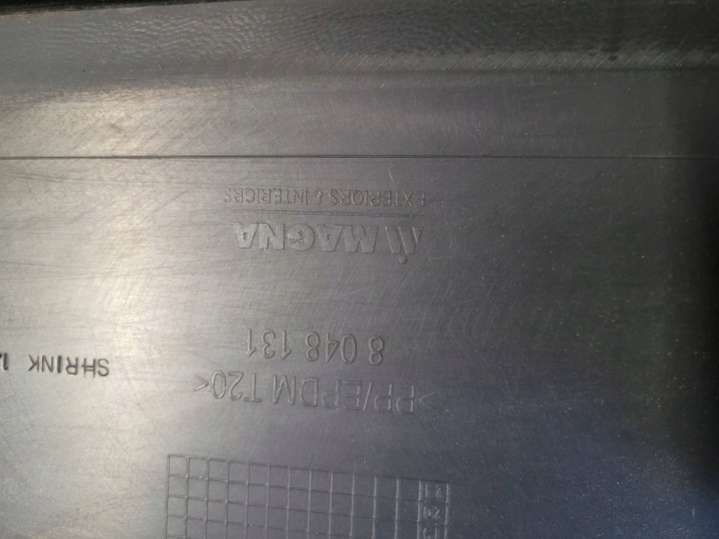 >PP/EPDM T20<
SHRINK
8 048 131
MAGNA
EXTERIORS & INTERIORS